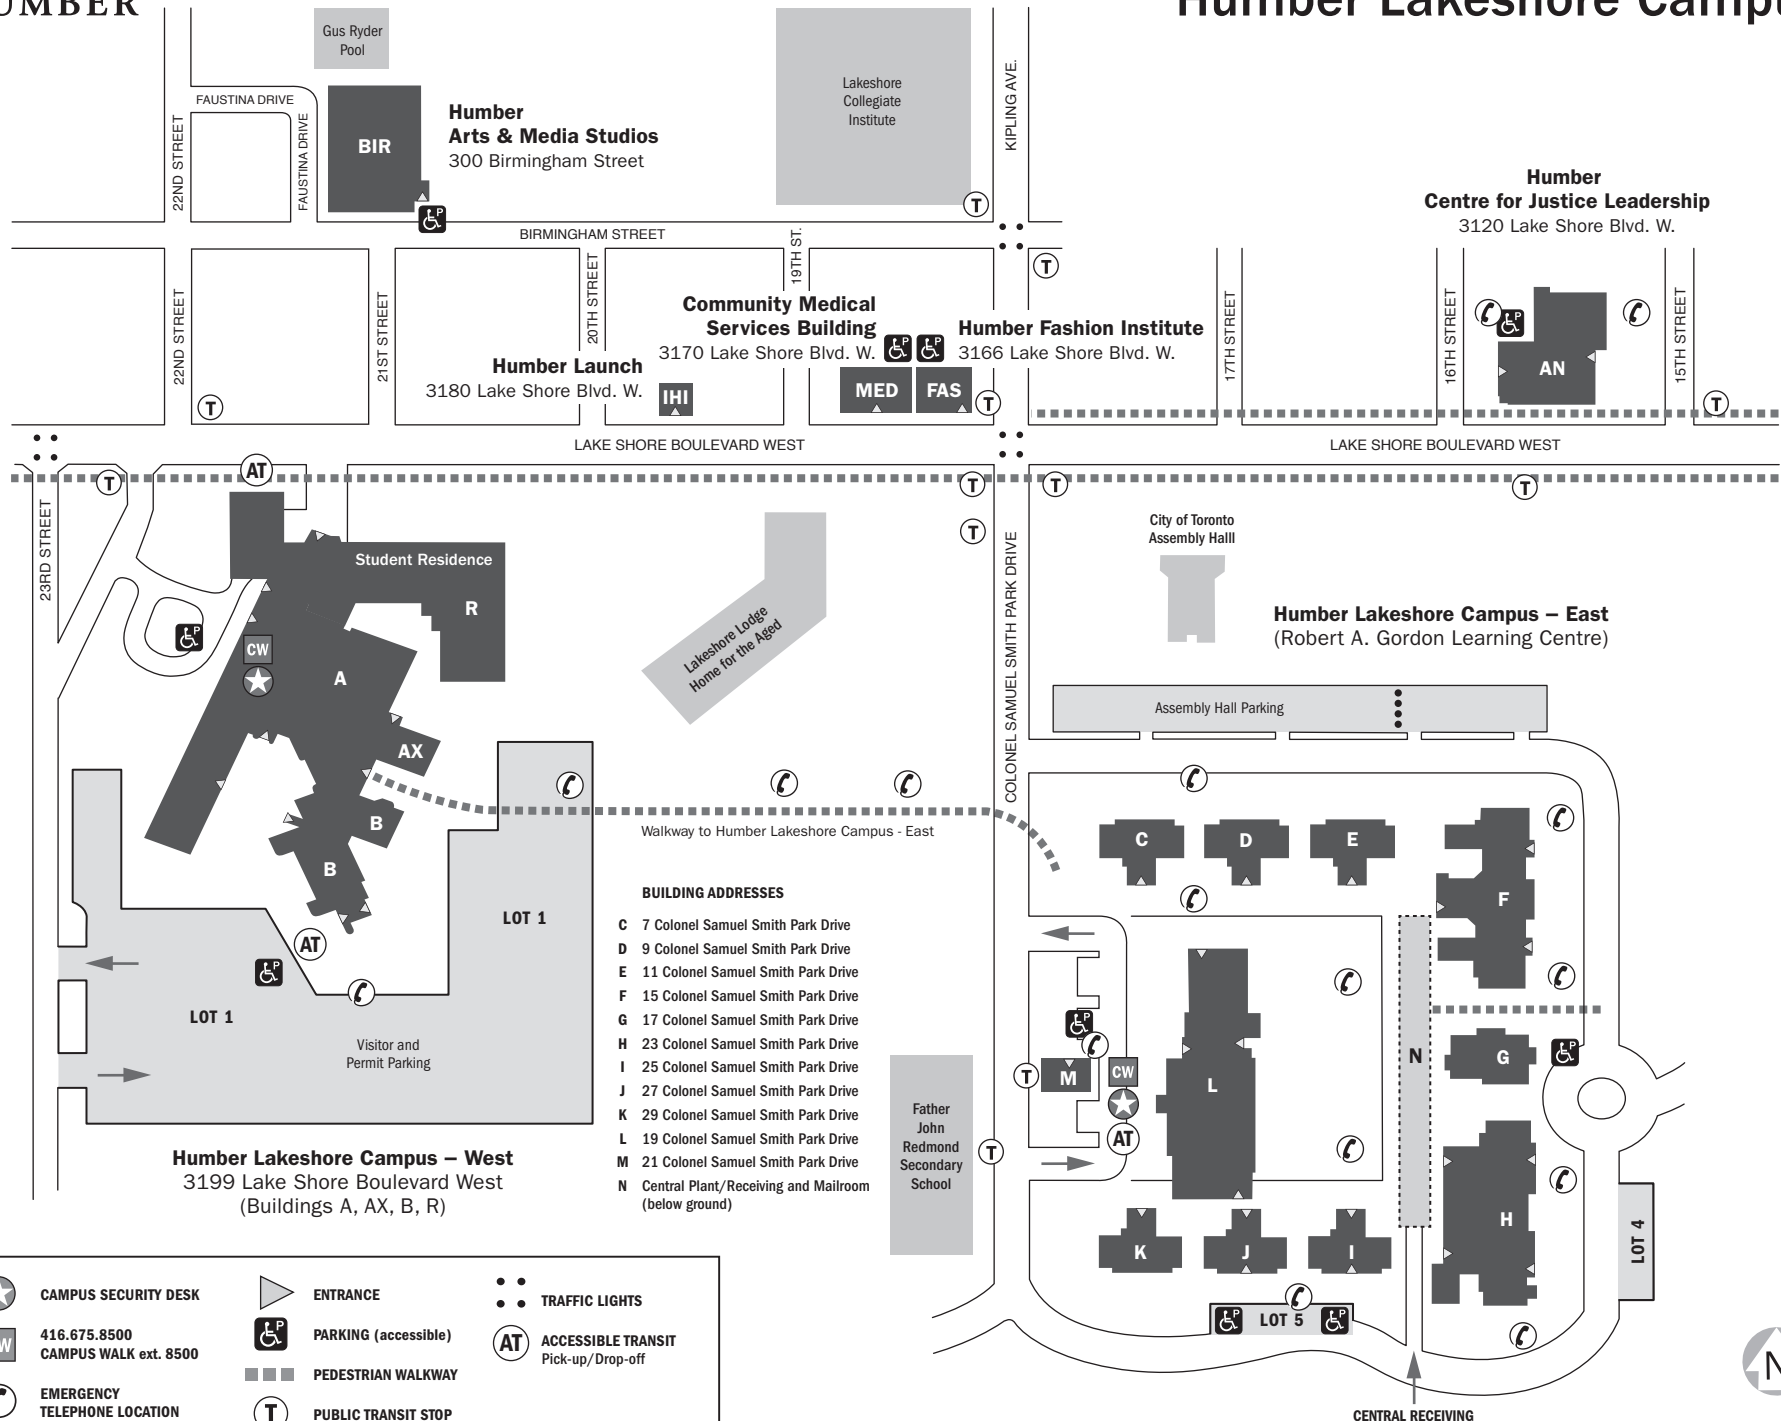 Gus Ryder
Pool
FAUSTINA DRIVE
22ND STREET
FAUSTINA DRIVE
BIR
Humber
Arts & Media Studios
300 Birmingham Street
Lakeshore
Collegiate
Institute
KIPLING AVE.
T
Humber
Centre for Justice Leadership
3120 Lake Shore Blvd. W.
BIRMINGHAM STREET
19TH ST.
T
22ND STREET
21ST STREET
20TH STREET
Community Medical
Services Building
3170 Lake Shore Blvd. W.
Humber Fashion Institute
3166 Lake Shore Blvd. W.
Humber Launch
3180 Lake Shore Blvd. W.
IHI
MED
FAS
T
T
17TH STREET
16TH STREET
AN
15TH STREET
T
LAKE SHORE BOULEVARD WEST
LAKE SHORE BOULEVARD WEST
T
AT
T
T
T
T
23RD STREET
Student Residence
R
CW
A
AX
B
B
Lakeshore Lodge
Home for the Aged
COLONEL SAMUEL SMITH PARK DRIVE
City of Toronto
Assembly Halll
Humber Lakeshore Campus – East
(Robert A. Gordon Learning Centre)
Assembly Hall Parking
Walkway to Humber Lakeshore Campus - East
C
D
E
F
LOT 1
AT
LOT 1
Visitor and
Permit Parking
BUILDING ADDRESSES
C 7 Colonel Samuel Smith Park Drive
D 9 Colonel Samuel Smith Park Drive
E 11 Colonel Samuel Smith Park Drive
F 15 Colonel Samuel Smith Park Drive
G 17 Colonel Samuel Smith Park Drive
H 23 Colonel Samuel Smith Park Drive
I 25 Colonel Samuel Smith Park Drive
J 27 Colonel Samuel Smith Park Drive
K 29 Colonel Samuel Smith Park Drive
L 19 Colonel Samuel Smith Park Drive
M 21 Colonel Samuel Smith Park Drive
N Central Plant/Receiving and Mailroom
(below ground)
Father
John
Redmond
Secondary
School
T
T
M
CW
AT
L
N
G
H
LOT 4
K
J
I
LOT 5
CENTRAL RECEIVING
Humber Lakeshore Campus – West
3199 Lake Shore Boulevard West
(Buildings A, AX, B, R)
CAMPUS SECURITY DESK
416.675.8500
CAMPUS WALK ext. 8500
EMERGENCY
TELEPHONE LOCATION
ENTRANCE
P
PARKING (accessible)
PEDESTRIAN WALKWAY
T
PUBLIC TRANSIT STOP
TRAFFIC LIGHTS
AT
ACCESSIBLE TRANSIT
Pick-up/Drop-off